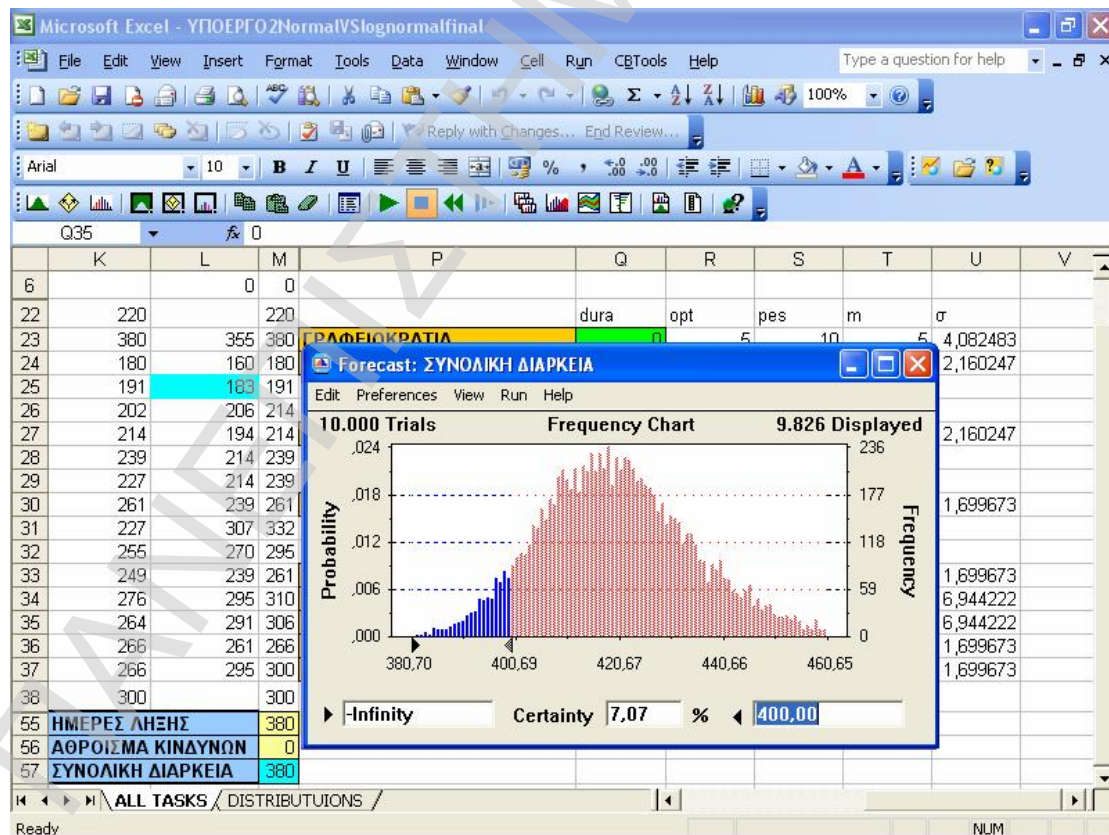 Microsoft Excel - ΥΠΟΕΡΓΟ2NormalVSlognormalfinal
File Edit View Insert Format Tools Data Window Cell Run CBTools Help Type a question for help
100%
Reply with Changes... End Review...
Arial 10 B I U
Q35 fx 0
K L M P Q R S T U V
6 0 0
22 220 220 dura opt pes m σ
23 380 355 380 ΓΡΑΦΕΙΟΚΡΑΤΙΑ 0 5 10 5 4,082483
24 180 160 180 2,160247
25 191 183 191
26 202 206 214
27 214 194 214 2,160247
28 239 214 239
29 227 214 239
30 261 239 261 1,699673
31 227 307 332
32 255 270 295
33 249 239 261 1,699673
34 276 295 310 6,944222
35 264 291 306 6,944222
36 266 261 266 1,699673
37 266 295 300 1,699673
38 300 300
55 ΗΜΕΡΕΣ ΛΗΞΗΣ 380
56 ΑΘΡΟΙΣΜΑ ΚΙΝΔΥΝΩΝ 0
57 ΣΥΝΟΛΙΚΗ ΔΙΑΡΚΕΙΑ 380
Forecast: ΣΥΝΟΛΙΚΗ ΔΙΑΡΚΕΙΑ
Edit Preferences View Run Help
10.000 Trials Frequency Chart 9.826 Displayed
Probability
,024
,018
,012
,006
,000
236
177
118
59
0
Frequency
380,70 400,69 420,67 440,66 460,65
-Infinity Certainty 7,07 % 400,00
ALL TASKS DISTRIBUTUIONS
Ready NUM